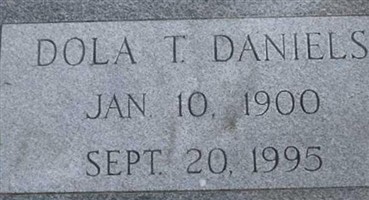 DOLA T. DANIELS
JAN. 10, 1900
SEPT. 20, 1995